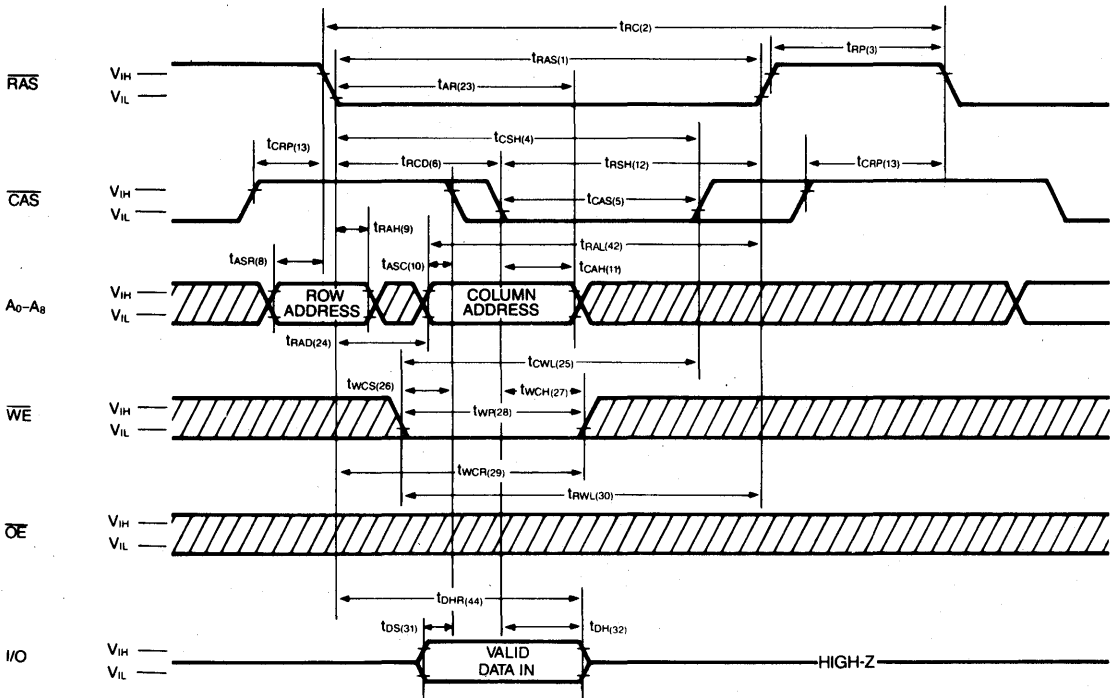 tRC(2)
tRAS(1)
tRP(3)
RAS
VIH
VIL
tAR(23)
tCSH(4)
tCRP(13)
tRCD(6)
tRSH(12)
tCRP(13)
CAS
VIH
VIL
tCAS(5)
tRAH(9)
tRAL(42)
tASR(8)
tASC(10)
tCAH(11)
A0–A8
VIH
VIL
ROW
ADDRESS
COLUMN
ADDRESS
tRAD(24)
tCWL(25)
tWCS(26)
tWCH(27)
WE
VIH
VIL
tWP(28)
tWCR(29)
tRWL(30)
OE
VIH
VIL
tDHR(44)
tDS(31)
tDH(32)
I/O
VIH
VIL
VALID
DATA IN
HIGH-Z